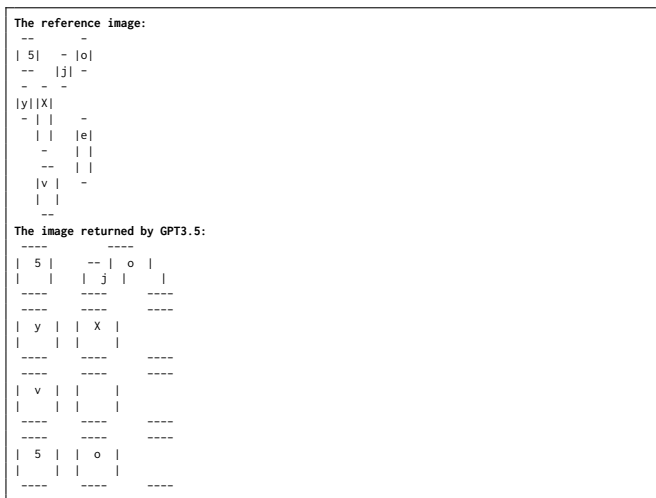 The reference image:
 --      -
| 5|   - |o|
 --   |j| -
 -  -  -
|y||X|
 - | |    -
   | |   |e|
    -    | |
    --   | |
   |v |   -
   |  |
    --
The image returned by GPT3.5:
 ----         ----
|  5 |     -- |  o  |
|    |    |  j  |     |
 ----      ----      ----
 ----      ----      ----
|  y  |  |  X  |
|     |  |     |
 ----      ----      ----
 ----      ----      ----
|  v  |  |     |
|     |  |     |
 ----      ----      ----
 ----      ----      ----
|  5  |  |  o  |
|     |  |     |
 ----      ----      ----